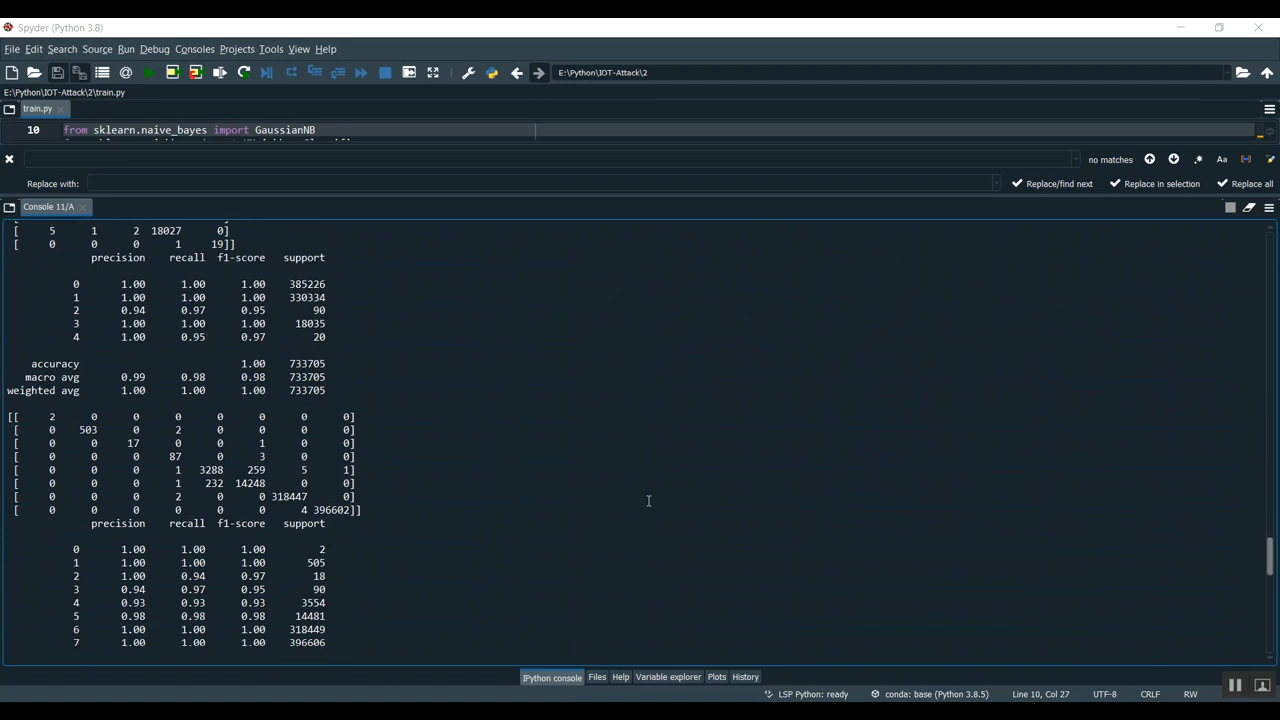 Spyder (Python 3.8)
File Edit Search Source Run Debug Consoles Projects Tools View Help
E:\Python\IOT-Attack\2
E:\Python\IOT-Attack\2\train.py
train.py
10 from sklearn.naive_bayes import GaussianNB
no matches Aa
Replace with: Replace/find next Replace in selection Replace all
Console 11/A
[ 5 1 2 18027 0]
[ 0 0 0 1 19]]
precision recall f1-score support
0 1.00 1.00 1.00 385226
1 1.00 1.00 1.00 330334
2 0.94 0.97 0.95 90
3 1.00 1.00 1.00 18035
4 1.00 0.95 0.97 20
accuracy 1.00 733705
macro avg 0.99 0.98 0.98 733705
weighted avg 1.00 1.00 1.00 733705
[[ 2 0 0 0 0 0 0 0]
[ 0 503 0 2 0 0 0 0]
[ 0 0 17 0 0 1 0 0]
[ 0 0 0 87 0 3 0 0]
[ 0 0 0 1 3288 259 5 1]
[ 0 0 0 1 232 14248 0 0]
[ 0 0 0 2 0 0 318447 0]
[ 0 0 0 0 0 0 4 396602]]
precision recall f1-score support
0 1.00 1.00 1.00 2
1 1.00 1.00 1.00 505
2 1.00 0.94 0.97 18
3 0.94 0.97 0.95 90
4 0.93 0.93 0.93 3554
5 0.98 0.98 0.98 14481
6 1.00 1.00 1.00 318449
7 1.00 1.00 1.00 396606
IPython console Files Help Variable explorer Plots History
LSP Python: ready conda: base (Python 3.8.5) Line 10, Col 27 UTF-8 CRLF RW